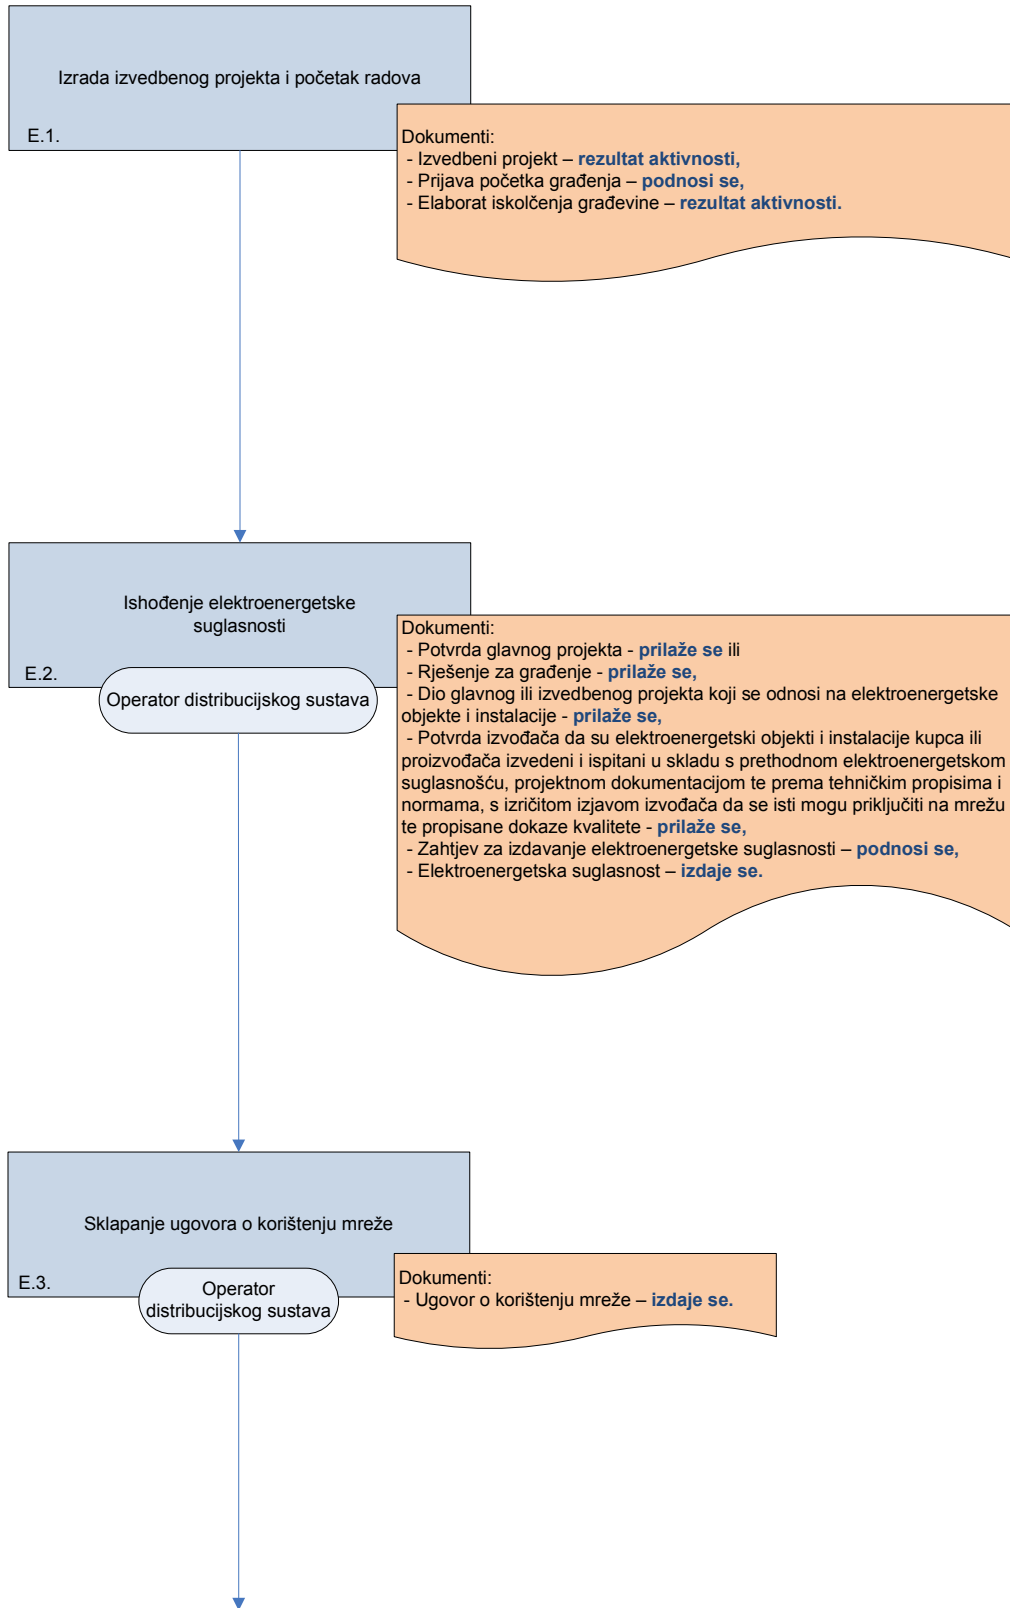 Izrada izvedbenog projekta i početak radova
E.1.
Dokumenti:
- Izvedbeni projekt – rezultat aktivnosti,
- Prijava početka građenja – podnosi se,
- Elaborat iskolčenja građevine – rezultat aktivnosti.
Ishođenje elektroenergetske
suglasnosti
E.2.
Operator distribucijskog sustava
Dokumenti:
- Potvrda glavnog projekta - prilaže se ili
- Rješenje za građenje - prilaže se,
- Dio glavnog ili izvedbenog projekta koji se odnosi na elektroenergetske
objekte i instalacije - prilaže se,
- Potvrda izvođača da su elektroenergetski objekti i instalacije kupca ili
proizvođača izvedeni i ispitani u skladu s prethodnom elektroenergetskom
suglasnošću, projektnom dokumentacijom te prema tehničkim propisima i
normama, s izričitom izjavom izvođača da se isti mogu priključiti na mrežu
te propisane dokaze kvalitete - prilaže se,
- Zahtjev za izdavanje elektroenergetske suglasnosti – podnosi se,
- Elektroenergetska suglasnost – izdaje se.
Sklapanje ugovora o korištenju mreže
E.3.
Operator
distribucijskog sustava
Dokumenti:
- Ugovor o korištenju mreže – izdaje se.